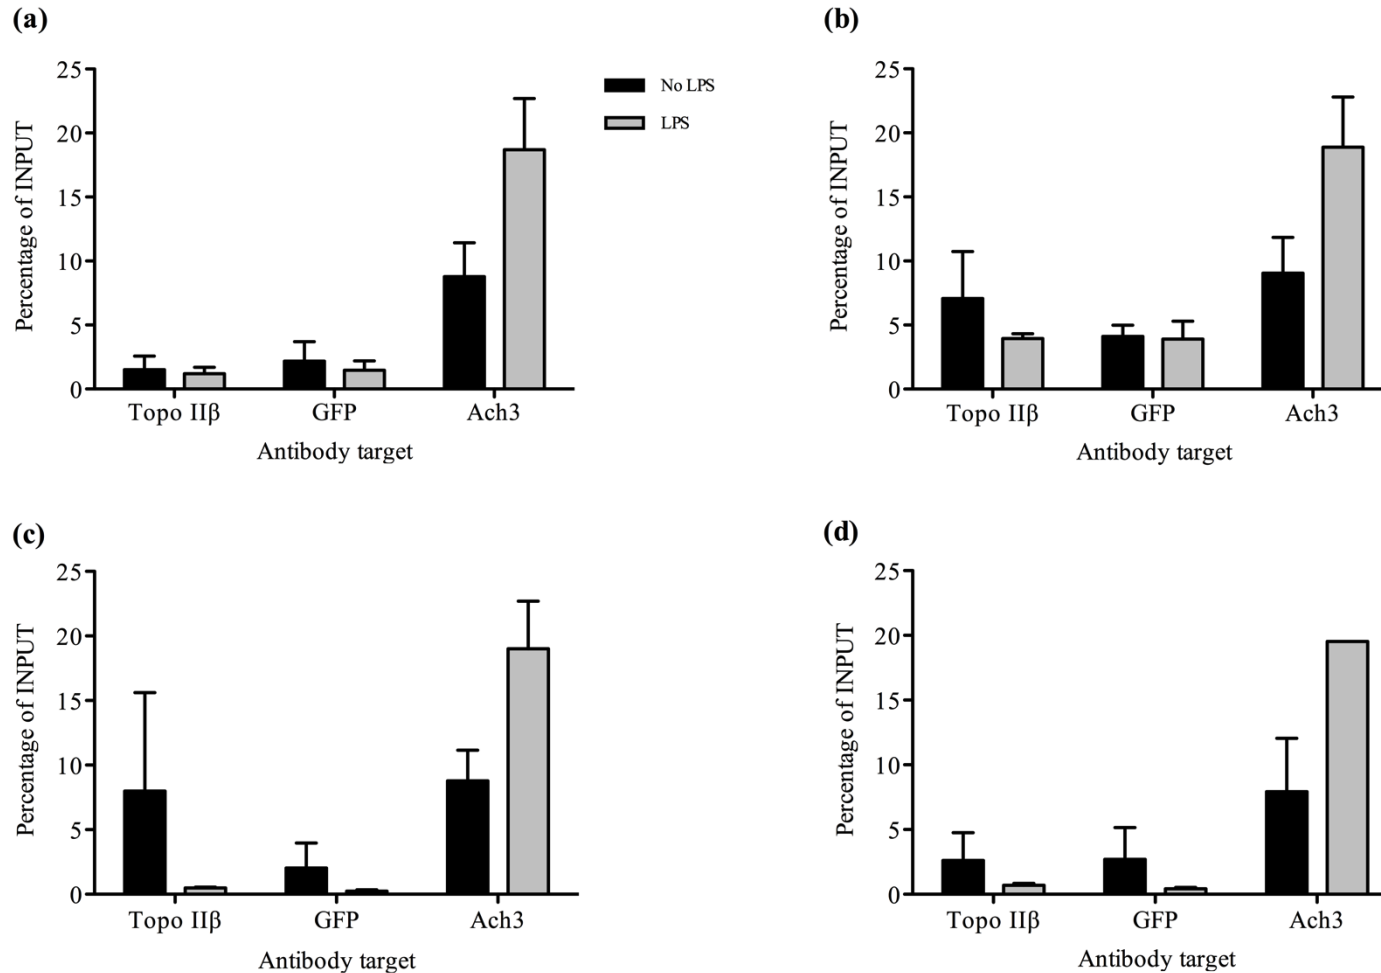 (a)
25
20
15
10
5
0
Percentage of INPUT
Topo IIβ GFP Ach3
Antibody target
No LPS
LPS
(b)
25
20
15
10
5
0
Percentage of INPUT
Topo IIβ GFP Ach3
Antibody target
(c)
25
20
15
10
5
0
Percentage of INPUT
Topo IIβ GFP Ach3
Antibody target
(d)
25
20
15
10
5
0
Percentage of INPUT
Topo IIβ GFP Ach3
Antibody target